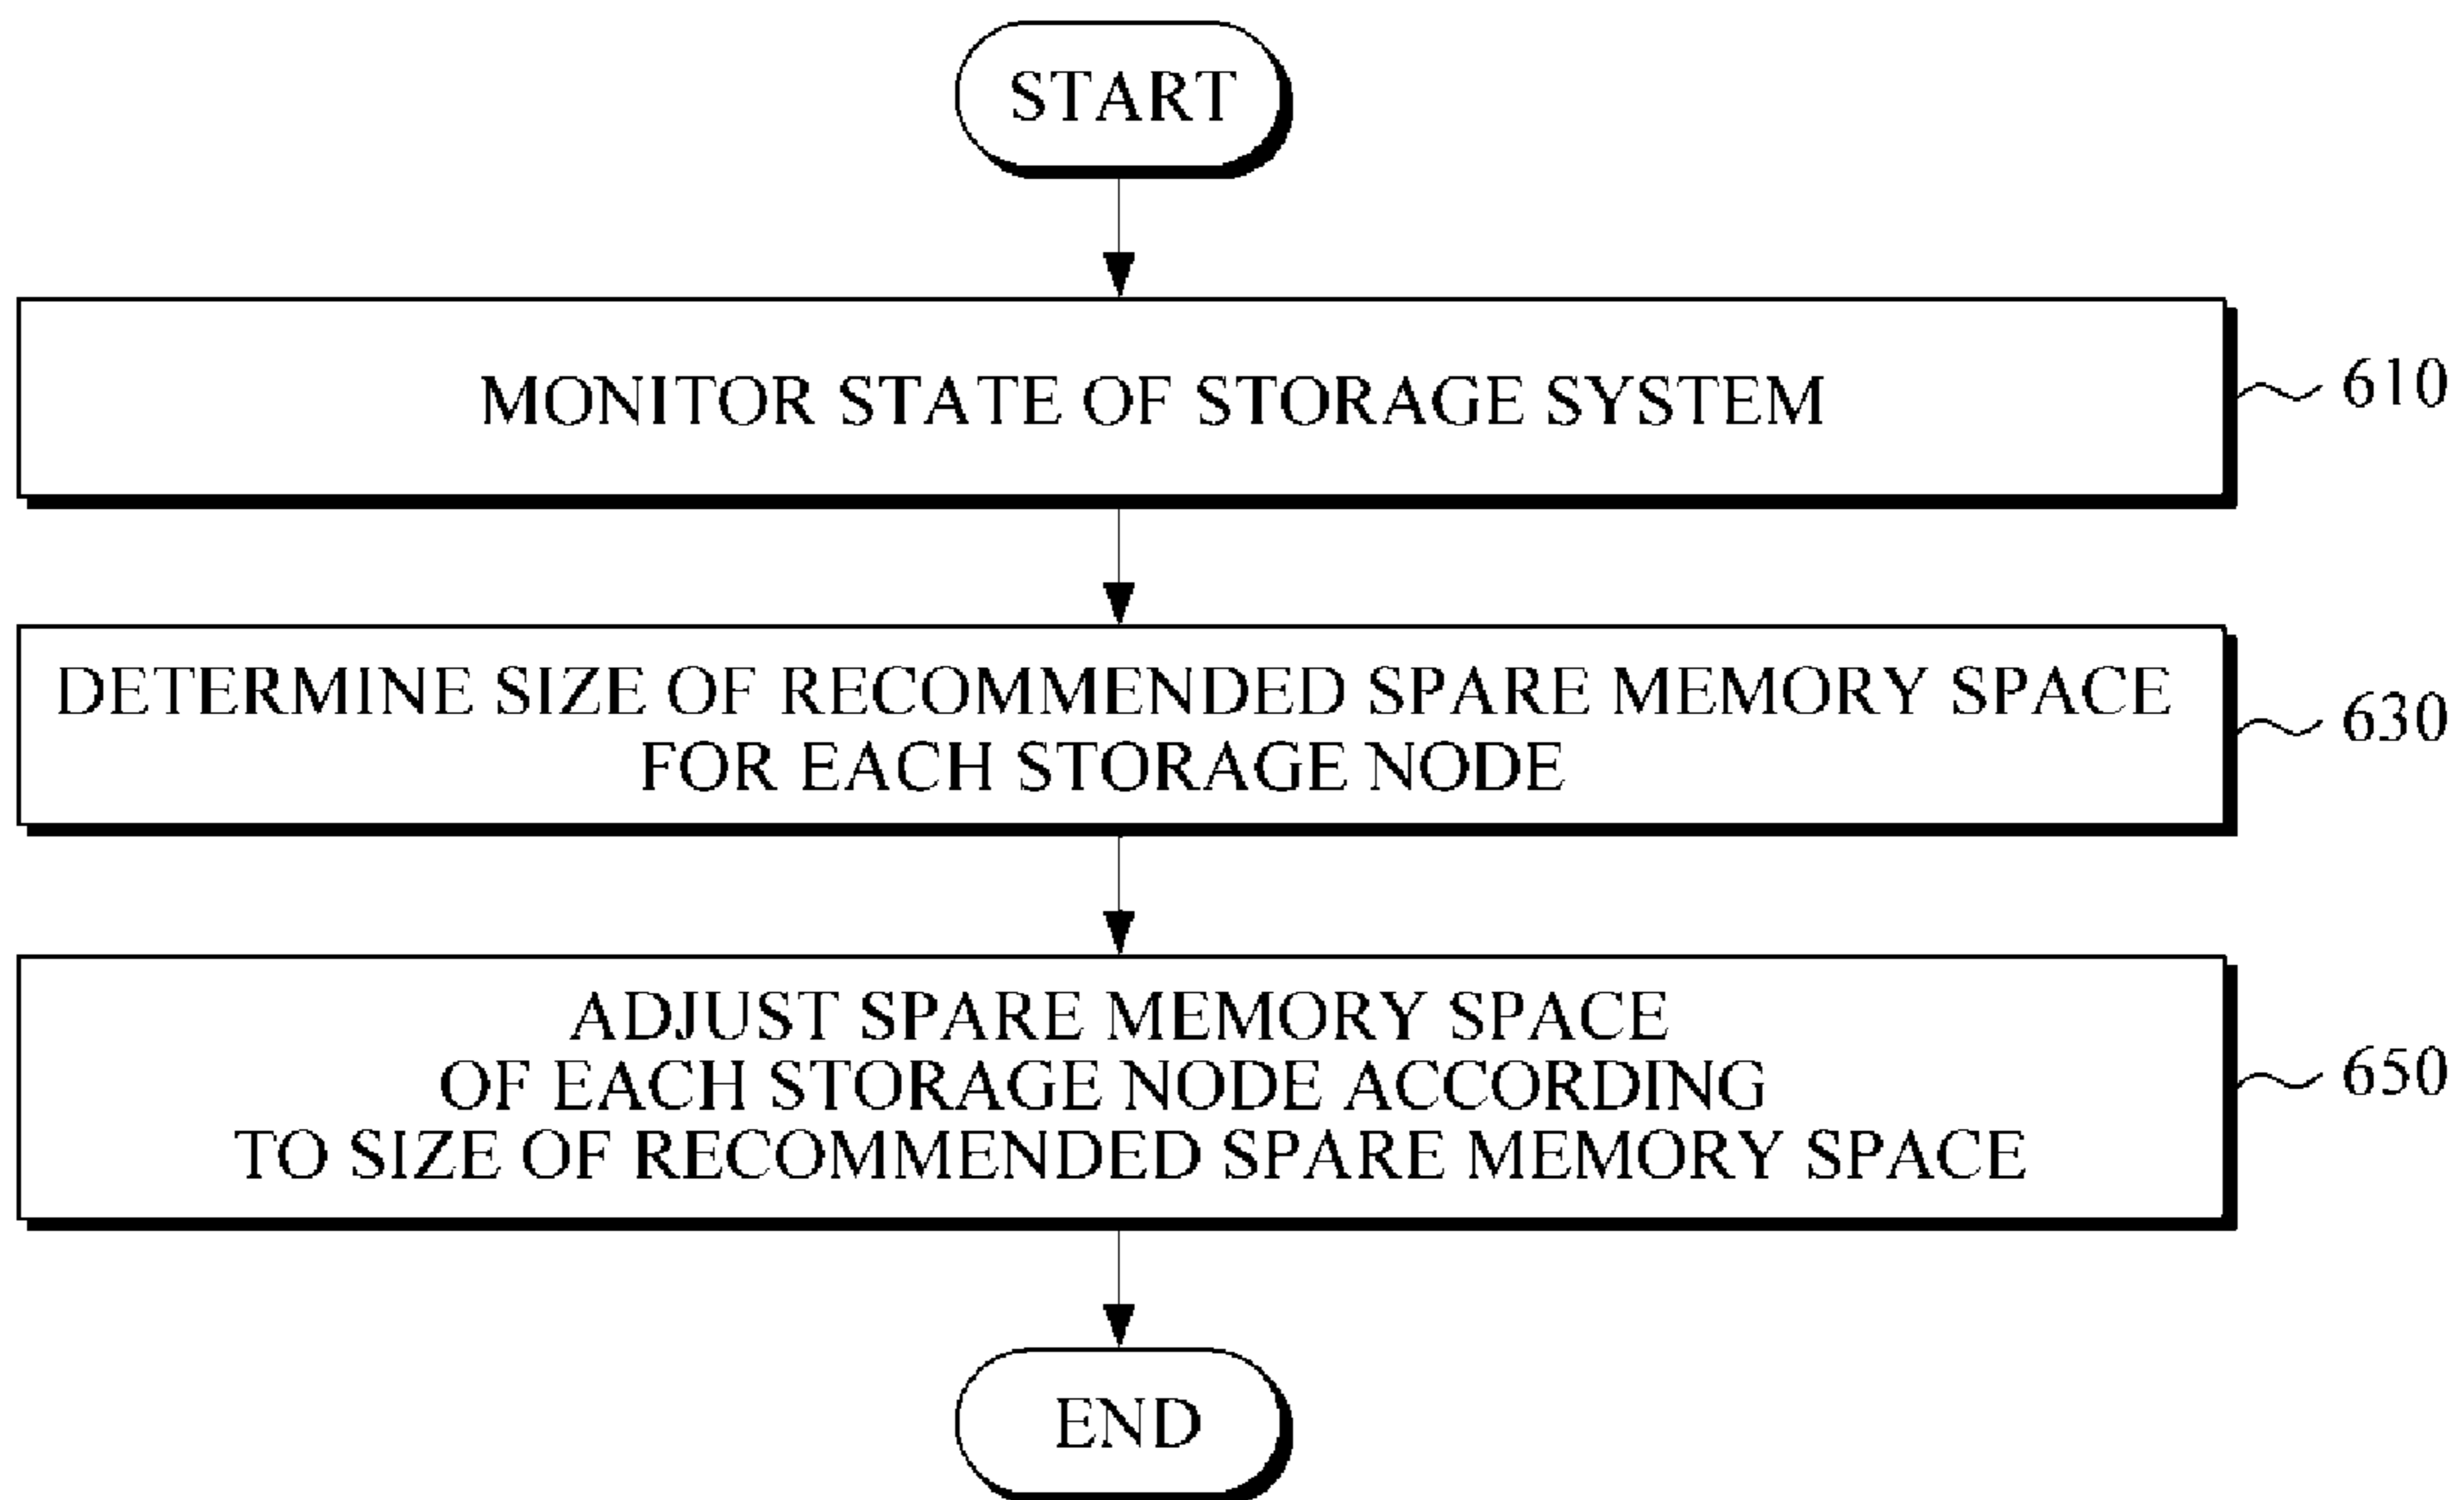 START
MONITOR STATE OF STORAGE SYSTEM
610
DETERMINE SIZE OF RECOMMENDED SPARE MEMORY SPACE
FOR EACH STORAGE NODE
630
ADJUST SPARE MEMORY SPACE
OF EACH STORAGE NODE ACCORDING
TO SIZE OF RECOMMENDED SPARE MEMORY SPACE
650
END